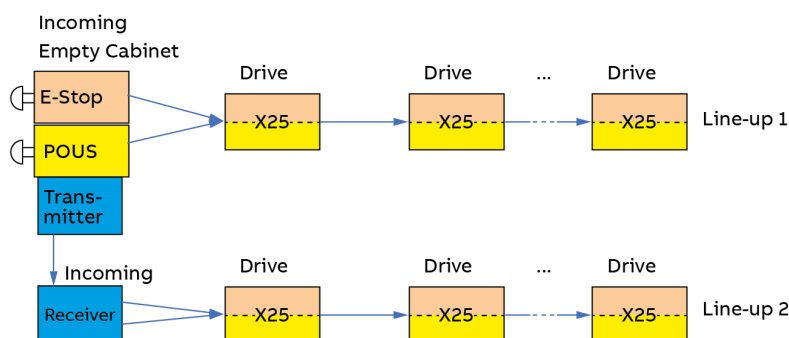 Incoming
Empty Cabinet
Drive
Drive
...
Drive
E-Stop
X25
X25
X25
Line-up 1
POUS
Trans-
mitter
Incoming
Drive
Drive
...
Drive
Receiver
X25
X25
X25
Line-up 2